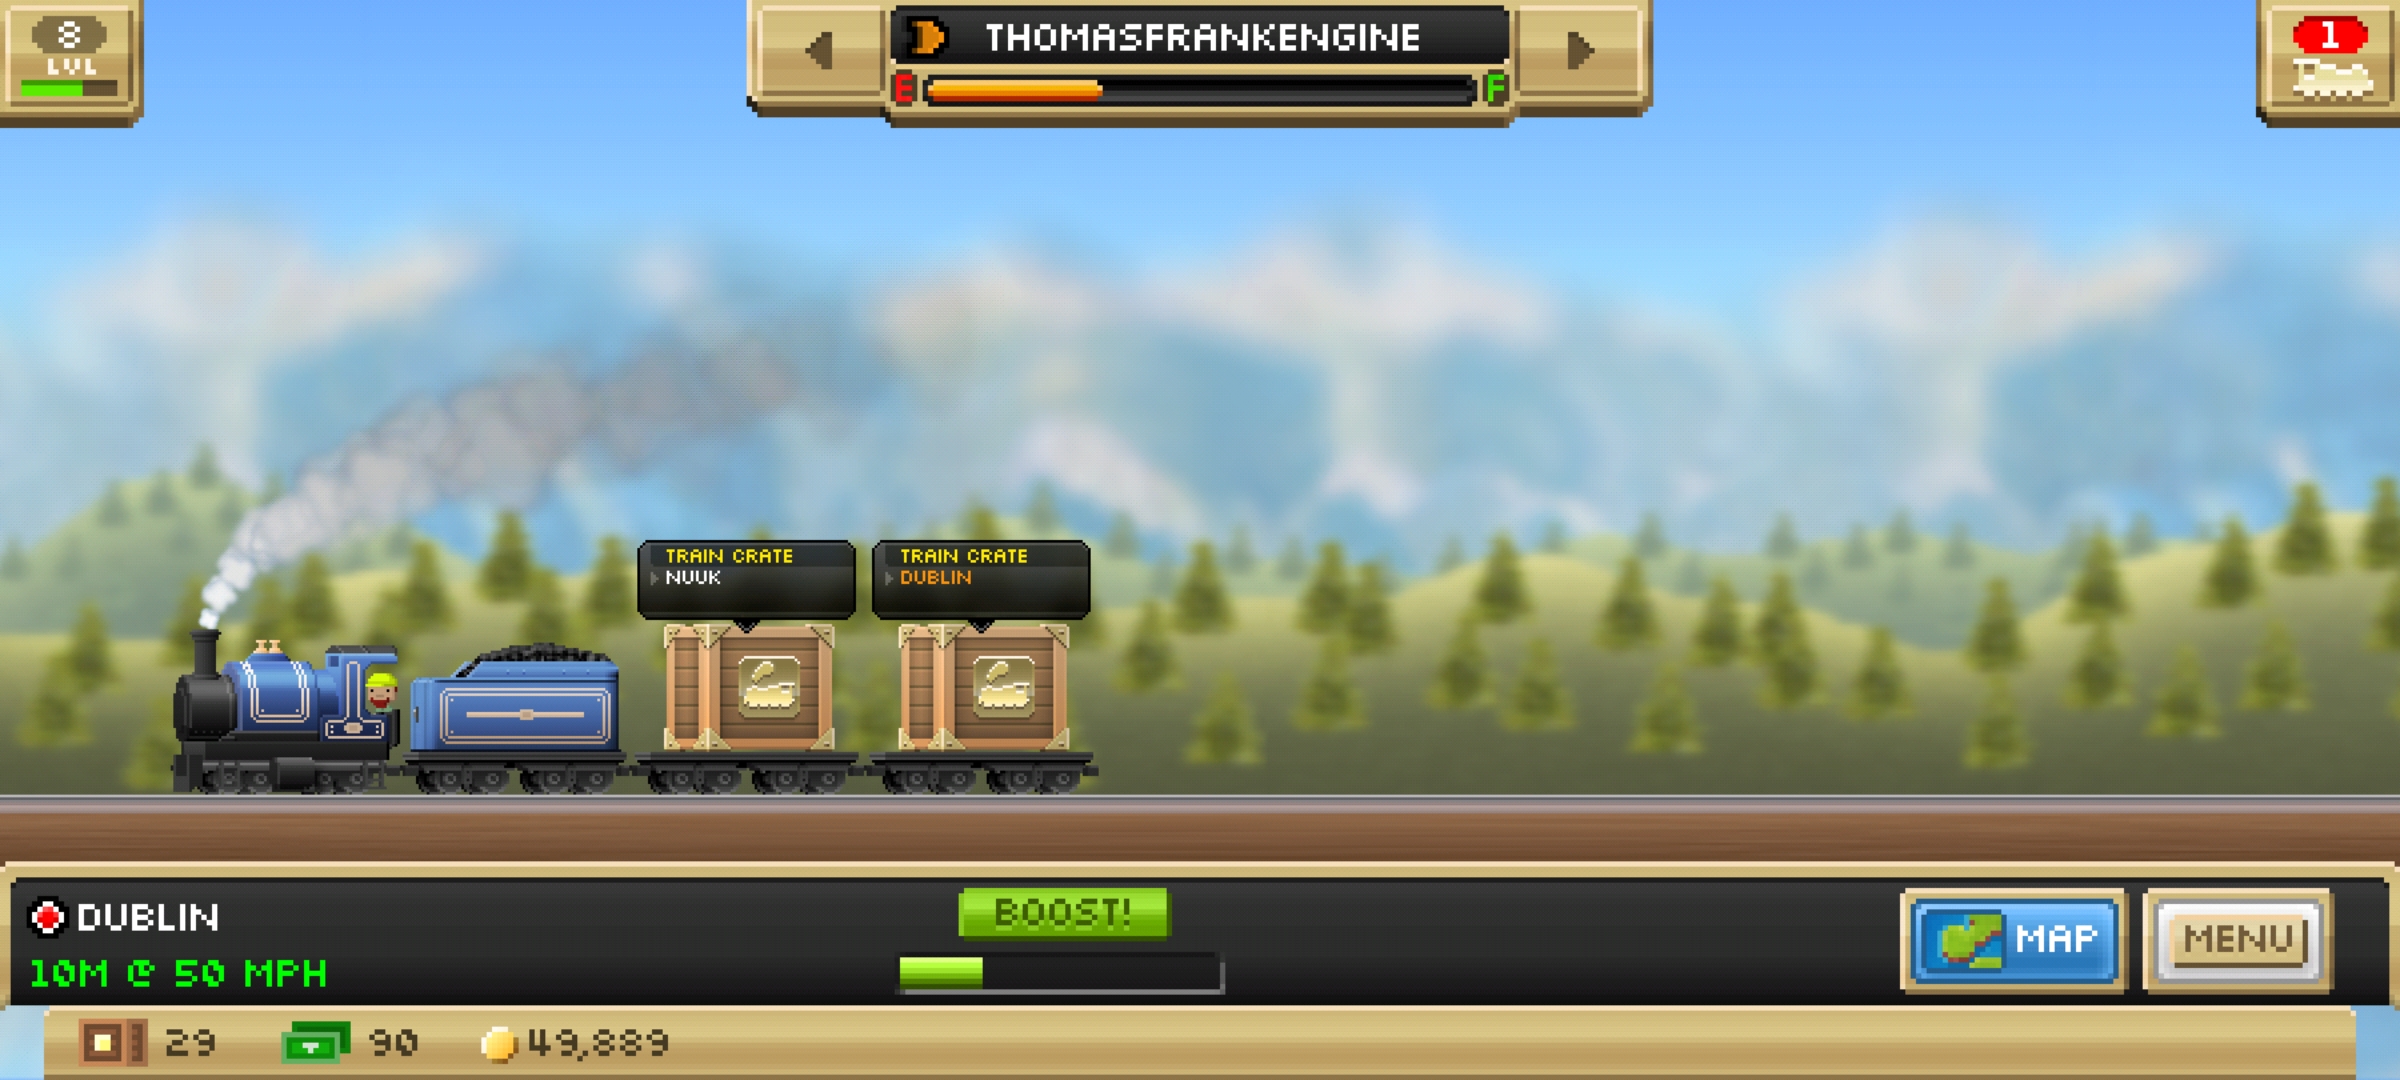 8
LVL
THOMASFRANKENGINE
E
F
1
TRAIN CRATE
NUUK
TRAIN CRATE
DUBLIN
DUBLIN
10M @ 50 MPH
BOOST!
MAP
MENU
29
90
49,889